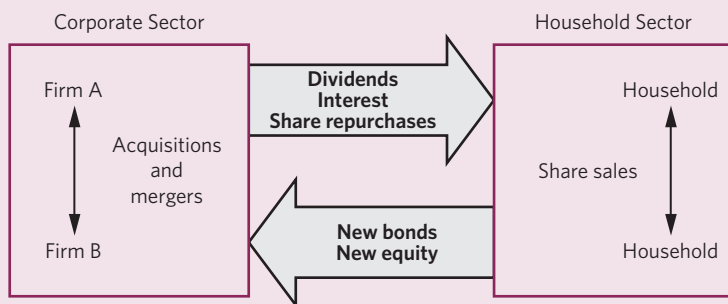 Corporate Sector
Household Sector
Firm A
Acquisitions
and
mergers
Firm B
Dividends
Interest
Share repurchases
New bonds
New equity
Household
Share sales
Household